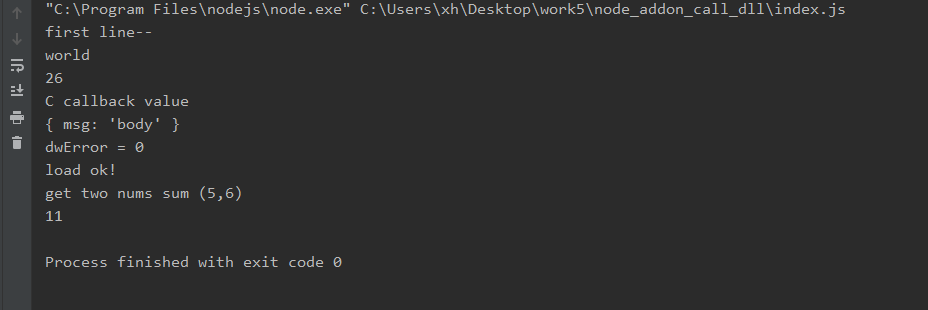 "C:\Program Files\nodejs\node.exe" C:\Users\xh\Desktop\work5\node_addon_call_dll\index.js
first line--
world
26
C callback value
{ msg: 'body' }
dwError = 0
load ok!
get two nums sum (5,6)
11
Process finished with exit code 0